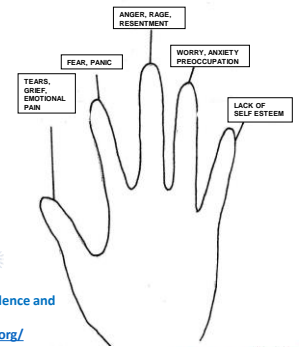 ANGER, RAGE,
RESENTMENT
WORRY, ANXIETY
PREOCCUPATION
FEAR, PANIC
TEARS,
GRIEF,
EMOTIONAL
PAIN
LACK OF
SELF ESTEEM
lence and
org/